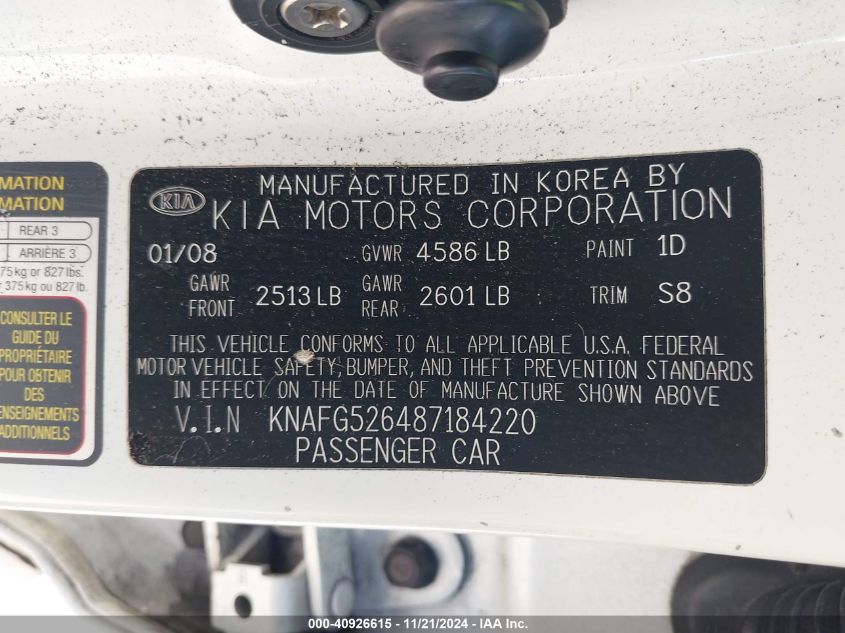 MATION
MATION
REAR 3
ARRIÈRE 3
75 kg or 827 lbs.
375 kg ou 827 lb.
CONSULTER LE
GUIDE DU
PROPRIÉTAIRE
POUR OBTENIR
DES
ENSEIGNEMENTS
ADDITIONNELS
KIA
MANUFACTURED IN KOREA BY
KIA MOTORS CORPORATION
01/08 GVWR 4586 LB PAINT 1D
GAWR FRONT 2513 LB GAWR REAR 2601 LB TRIM S8
THIS VEHICLE CONFORMS TO ALL APPLICABLE U.S.A. FEDERAL
MOTOR VEHICLE SAFETY, BUMPER, AND THEFT PREVENTION STANDARDS
IN EFFECT ON THE DATE OF MANUFACTURE SHOWN ABOVE
V.I.N KNAFG526487184220
PASSENGER CAR
000-40926615 - 11/21/2024 - IAA Inc.